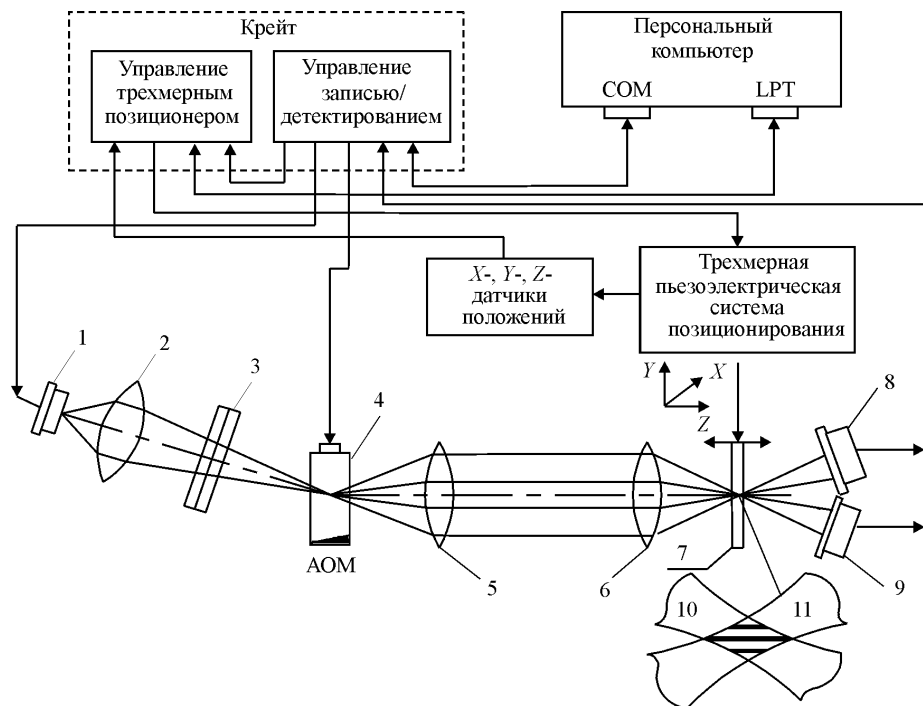 Крейт
Управление
трехмерным
позиционером
Управление
записью/
детектированием
Персональный
компьютер
COM
LPT
X-, Y-, Z-
датчики
положений
Трехмерная
пьезоэлектрическая
система
позиционирования
1
2
3
4
АОМ
5
6
Y
X
Z
7
8
9
10
11